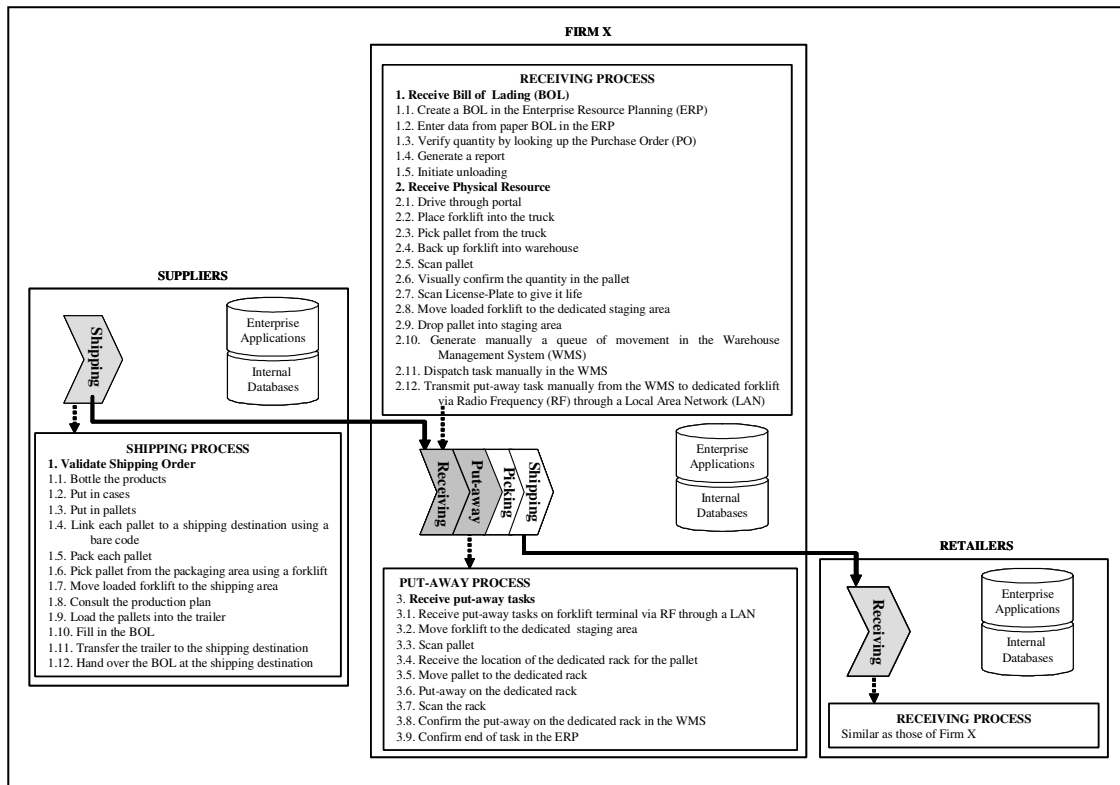 FIRM X
RECEIVING PROCESS
1. Receive Bill of Lading (BOL)
1.1. Create a BOL in the Enterprise Resource Planning (ERP)
1.2. Enter data from paper BOL in the ERP
1.3. Verify quantity by looking up the Purchase Order (PO)
1.4. Generate a report
1.5. Initiate unloading
2. Receive Physical Resource
2.1. Drive through portal
2.2. Place forklift into the truck
2.3. Pick pallet from the truck
2.4. Back up forklift into warehouse
2.5. Scan pallet
2.6. Visually confirm the quantity in the pallet
2.7. Scan License-Plate to give it life
2.8. Move loaded forklift to the dedicated staging area
2.9. Drop pallet into staging area
2.10. Generate manually a queue of movement in the Warehouse
Management System (WMS)
2.11. Dispatch task manually in the WMS
2.12. Transmit put-away task manually from the WMS to dedicated forklift
via Radio Frequency (RF) through a Local Area Network (LAN)
SUPPLIERS
Shipping
Enterprise
Applications
Internal
Databases
SHIPPING PROCESS
1. Validate Shipping Order
1.1. Bottle the products
1.2. Put in cases
1.3. Put in pallets
1.4. Link each pallet to a shipping destination using a
bare code
1.5. Pack each pallet
1.6. Pick pallet from the packaging area using a forklift
1.7. Move loaded forklift to the shipping area
1.8. Consult the production plan
1.9. Load the pallets into the trailer
1.10. Fill in the BOL
1.11. Transfer the trailer to the shipping destination
1.12. Hand over the BOL at the shipping destination
Receiving
Put-away
Picking
Shipping
Enterprise
Applications
Internal
Databases
PUT-AWAY PROCESS
3. Receive put-away tasks
3.1. Receive put-away tasks on forklift terminal via RF through a LAN
3.2. Move forklift to the dedicated staging area
3.3. Scan pallet
3.4. Receive the location of the dedicated rack for the pallet
3.5. Move pallet to the dedicated rack
3.6. Put-away on the dedicated rack
3.7. Scan the rack
3.8. Confirm the put-away on the dedicated rack in the WMS
3.9. Confirm end of task in the ERP
RETAILERS
Receiving
Enterprise
Applications
Internal
Databases
RECEIVING PROCESS
Similar as those of Firm X